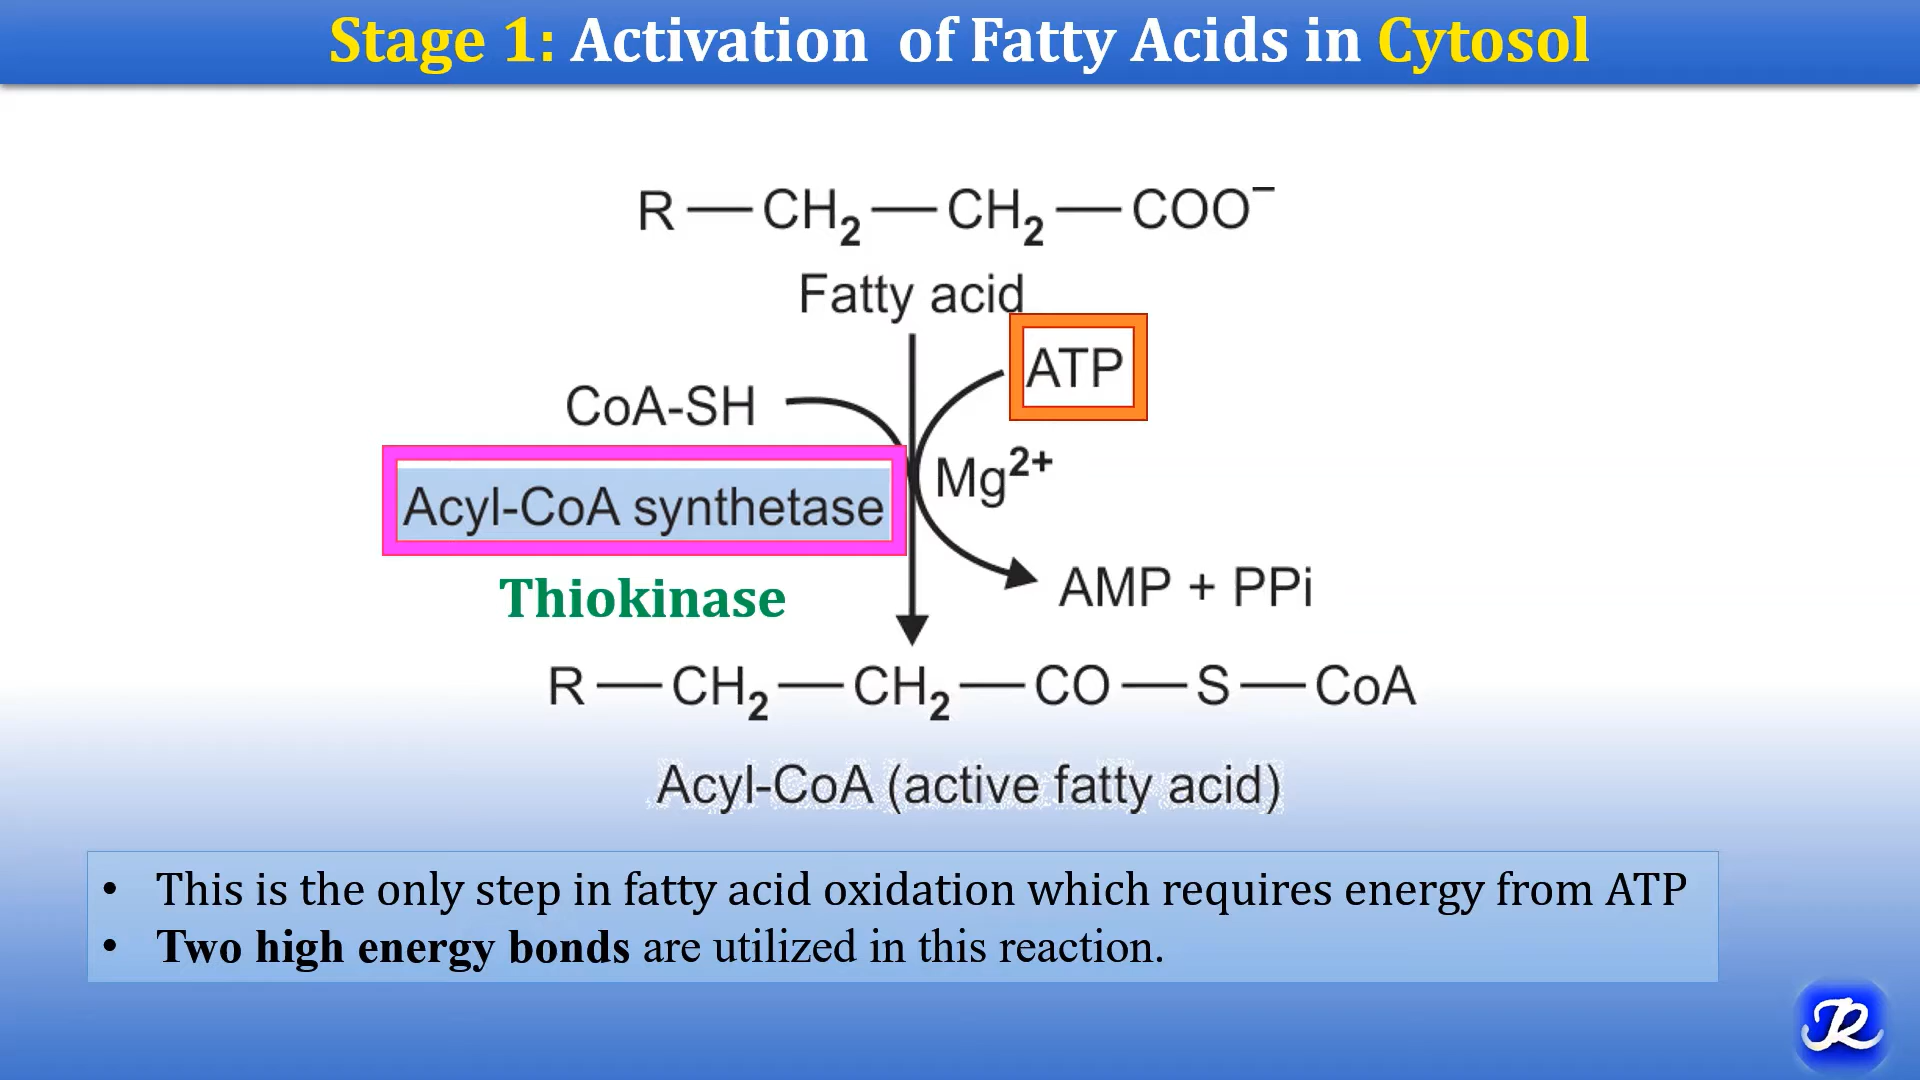 Stage 1: Activation of Fatty Acids in Cytosol
R—CH₂—CH₂—COO⁻
Fatty acid
ATP
CoA-SH
Mg²⁺
Acyl-CoA synthetase
Thiokinase
AMP + PPi
R—CH₂—CH₂—CO—S—CoA
Acyl-CoA (active fatty acid)
• This is the only step in fatty acid oxidation which requires energy from ATP
• Two high energy bonds are utilized in this reaction.
R